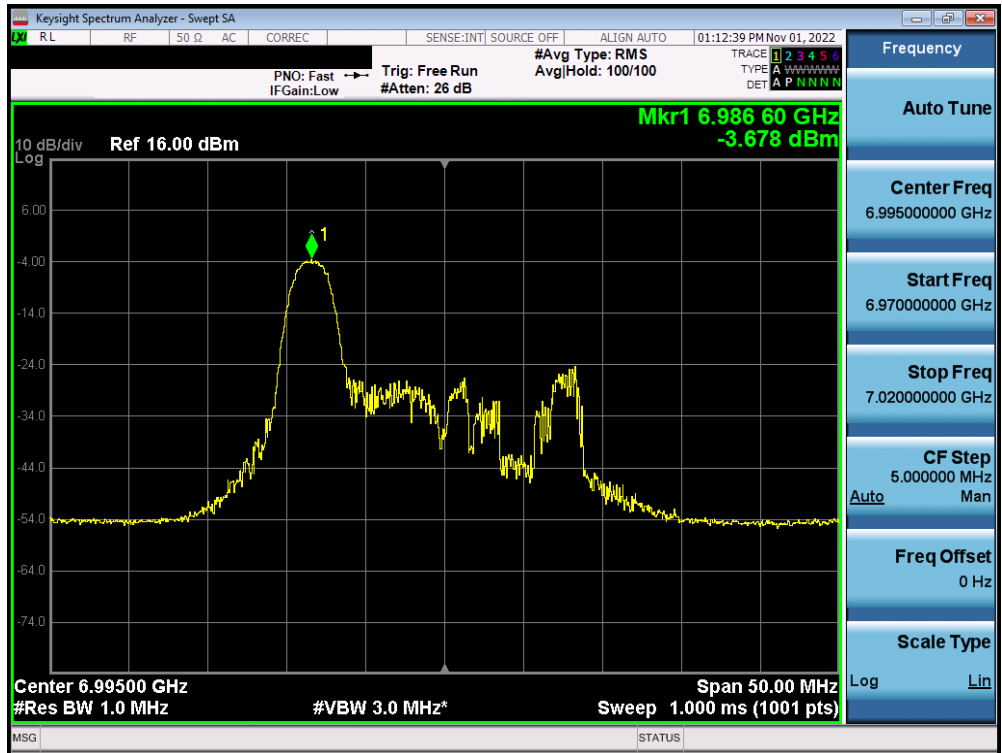 Keysight Spectrum Analyzer - Swept SA
LXI RL RF 50 Ω AC CORREC SENSE:INT SOURCE OFF ALIGN AUTO 01:12:39 PM Nov 01, 2022
PNO: Fast
IFGain:Low
Trig: Free Run
#Atten: 26 dB
#Avg Type: RMS
Avg|Hold: 100/100
TRACE 1 2 3 4 5 6
TYPE A WWWWW
DET A P N N N N
Mkr1 6.986 60 GHz
-3.678 dBm
10 dB/div Ref 16.00 dBm
Log
1
6.00
-4.00
-14.0
-24.0
-34.0
-44.0
-54.0
-64.0
-74.0
Center 6.99500 GHz Span 50.00 MHz
#Res BW 1.0 MHz #VBW 3.0 MHz* Sweep 1.000 ms (1001 pts)
MSG STATUS
Frequency
Auto Tune
Center Freq
6.995000000 GHz
Start Freq
6.970000000 GHz
Stop Freq
7.020000000 GHz
CF Step
5.000000 MHz
Auto Man
Freq Offset
0 Hz
Scale Type
Log Lin